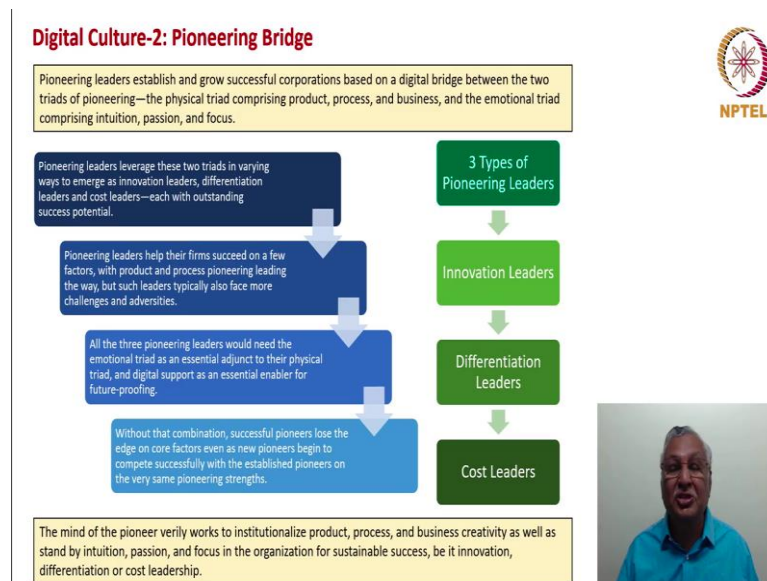 Digital Culture-2: Pioneering Bridge
NPTEL
Pioneering leaders establish and grow successful corporations based on a digital bridge between the two
triads of pioneering—the physical triad comprising product, process, and business, and the emotional triad
comprising intuition, passion, and focus.
Pioneering leaders leverage these two triads in varying
ways to emerge as innovation leaders, differentiation
leaders and cost leaders—each with outstanding
success potential.
Pioneering leaders help their firms succeed on a few
factors, with product and process pioneering leading
the way, but such leaders typically also face more
challenges and adversities.
All the three pioneering leaders would need the
emotional triad as an essential adjunct to their physical
triad, and digital support as an essential enabler for
future-proofing.
Without that combination, successful pioneers lose the
edge on core factors even as new pioneers begin to
compete successfully with the established pioneers on
the very same pioneering strengths.
3 Types of
Pioneering Leaders
Innovation Leaders
Differentiation
Leaders
Cost Leaders
The mind of the pioneer verily works to institutionalize product, process, and business creativity as well as
stand by intuition, passion, and focus in the organization for sustainable success, be it innovation,
differentiation or cost leadership.